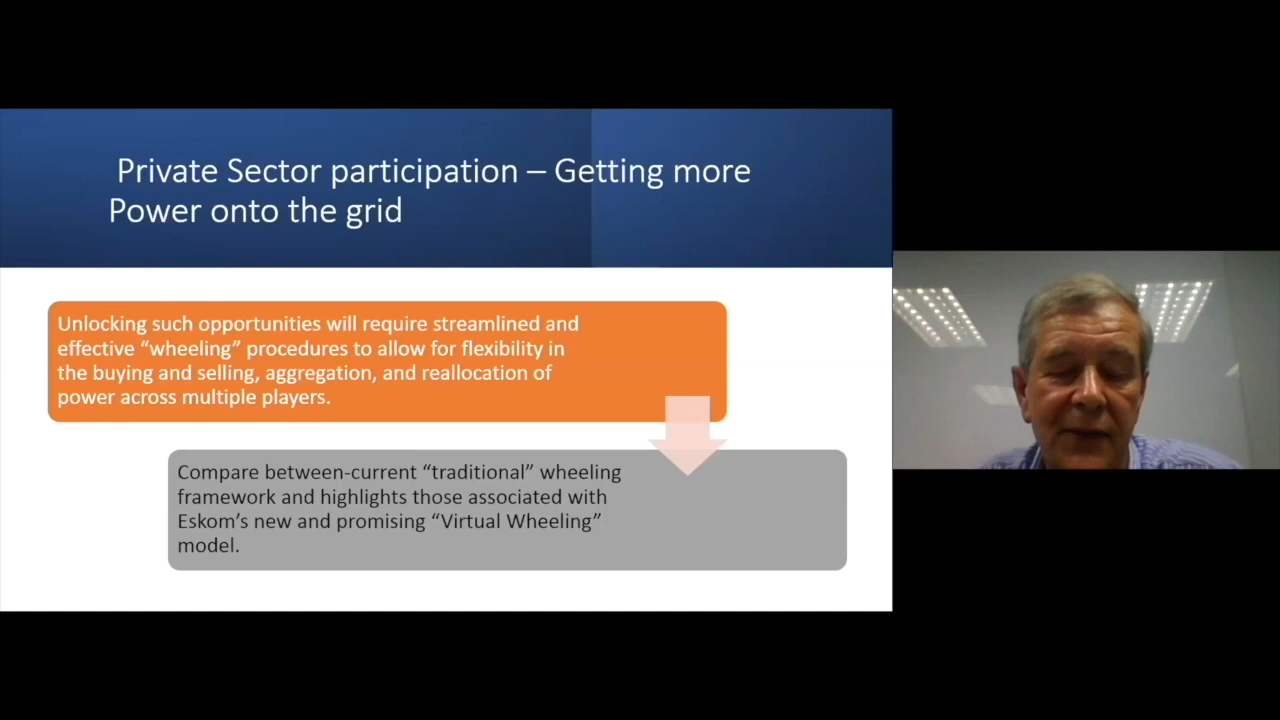 Private Sector participation – Getting more
Power onto the grid
Unlocking such opportunities will require streamlined and
effective “wheeling” procedures to allow for flexibility in
the buying and selling, aggregation, and reallocation of
power across multiple players.
Compare between-current “traditional” wheeling
framework and highlights those associated with
Eskom’s new and promising “Virtual Wheeling”
model.